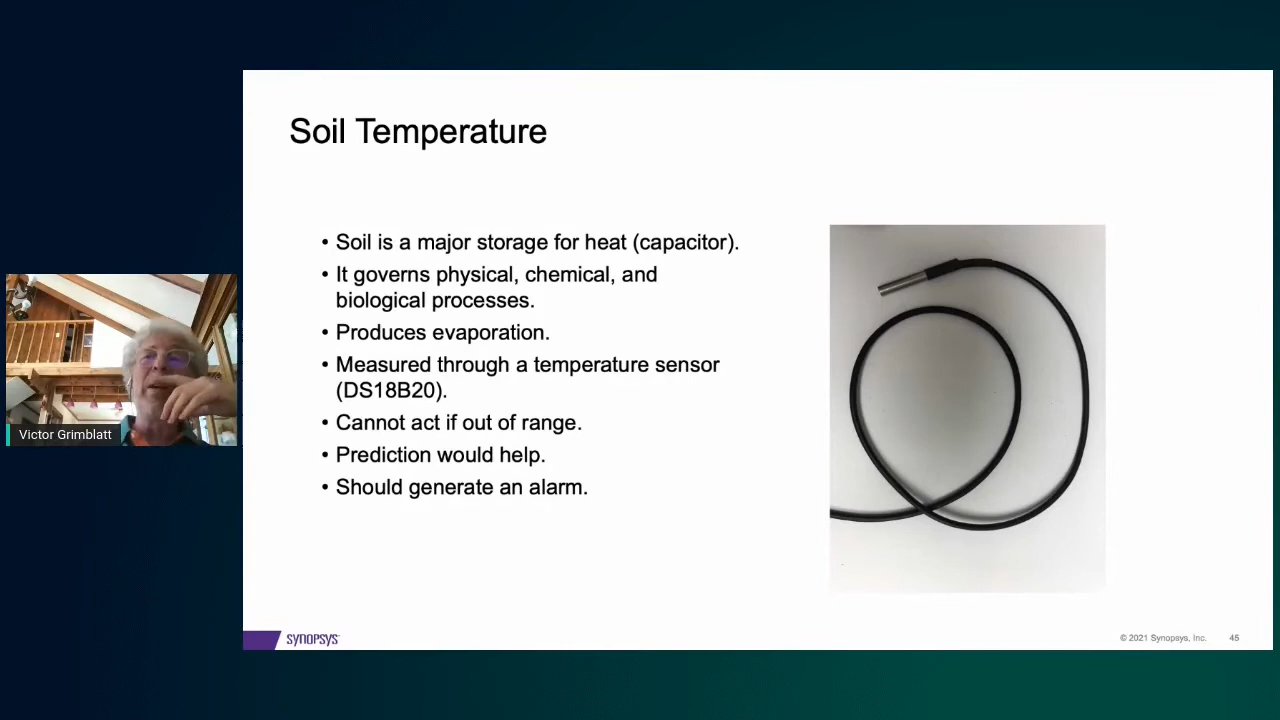 Soil Temperature
• Soil is a major storage for heat (capacitor).
• It governs physical, chemical, and
biological processes.
• Produces evaporation.
• Measured through a temperature sensor
(DS18B20).
• Cannot act if out of range.
• Prediction would help.
• Should generate an alarm.
Victor Grimblatt
SYNOPSYS
© 2021 Synopsys, Inc.
45